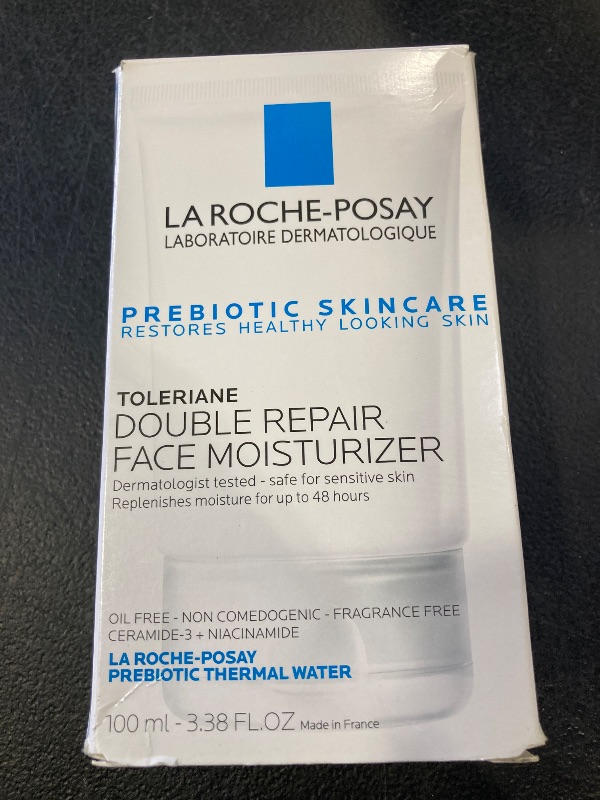 LA ROCHE-POSAY
LABORATOIRE DERMATOLOGIQUE
PREBIOTIC SKINCARE
RESTORES HEALTHY LOOKING SKIN
TOLERIANE
DOUBLE REPAIR
FACE MOISTURIZER
Dermatologist tested - safe for sensitive skin
Replenishes moisture for up to 48 hours
OIL FREE - NON COMEDOGENIC - FRAGRANCE FREE
CERAMIDE-3 + NIACINAMIDE
LA ROCHE-POSAY
PREBIOTIC THERMAL WATER
100 ml - 3.38 FL.OZ Made in France